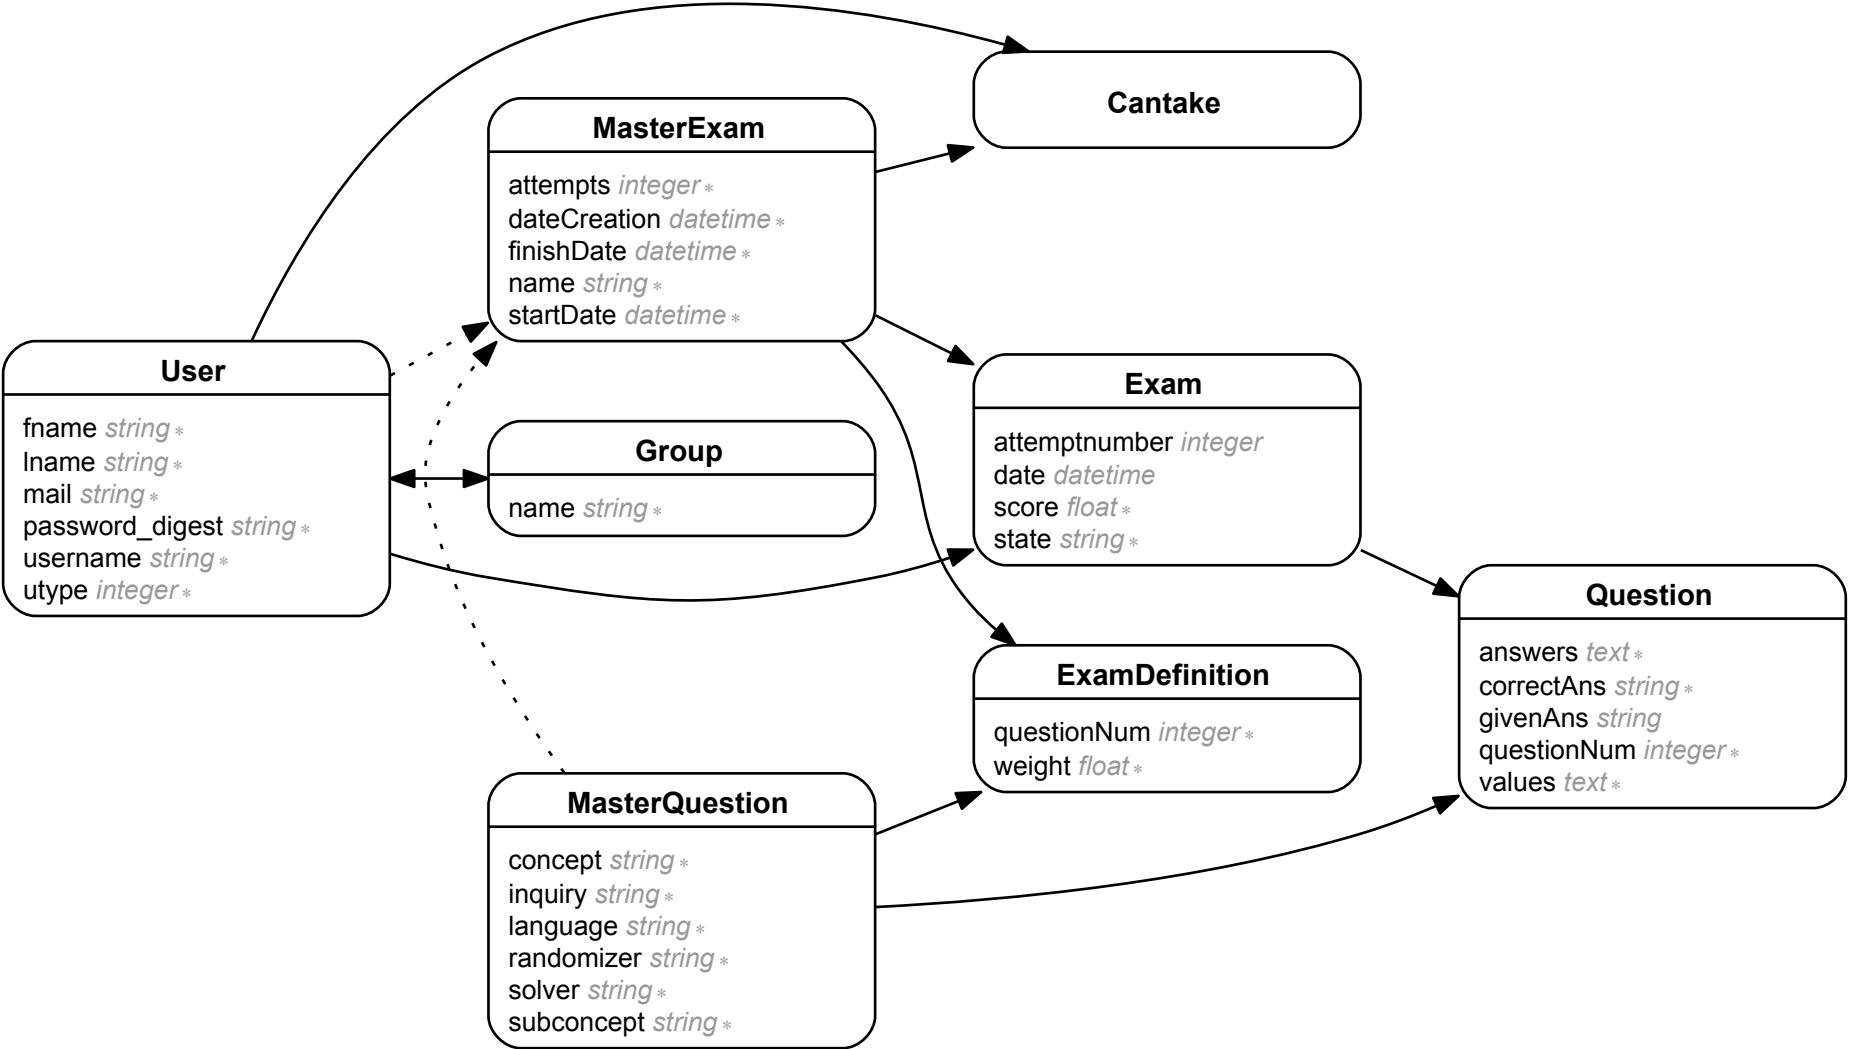 Cantake
MasterExam
attempts integer *
dateCreation datetime *
finishDate datetime *
name string *
startDate datetime *
User
fname string *
lname string *
mail string *
password_digest string *
username string *
utype integer *
Group
name string *
Exam
attemptnumber integer
date datetime
score float *
state string *
ExamDefinition
questionNum integer *
weight float *
Question
answers text *
correctAns string *
givenAns string
questionNum integer *
values text *
MasterQuestion
concept string *
inquiry string *
language string *
randomizer string *
solver string *
subconcept string *